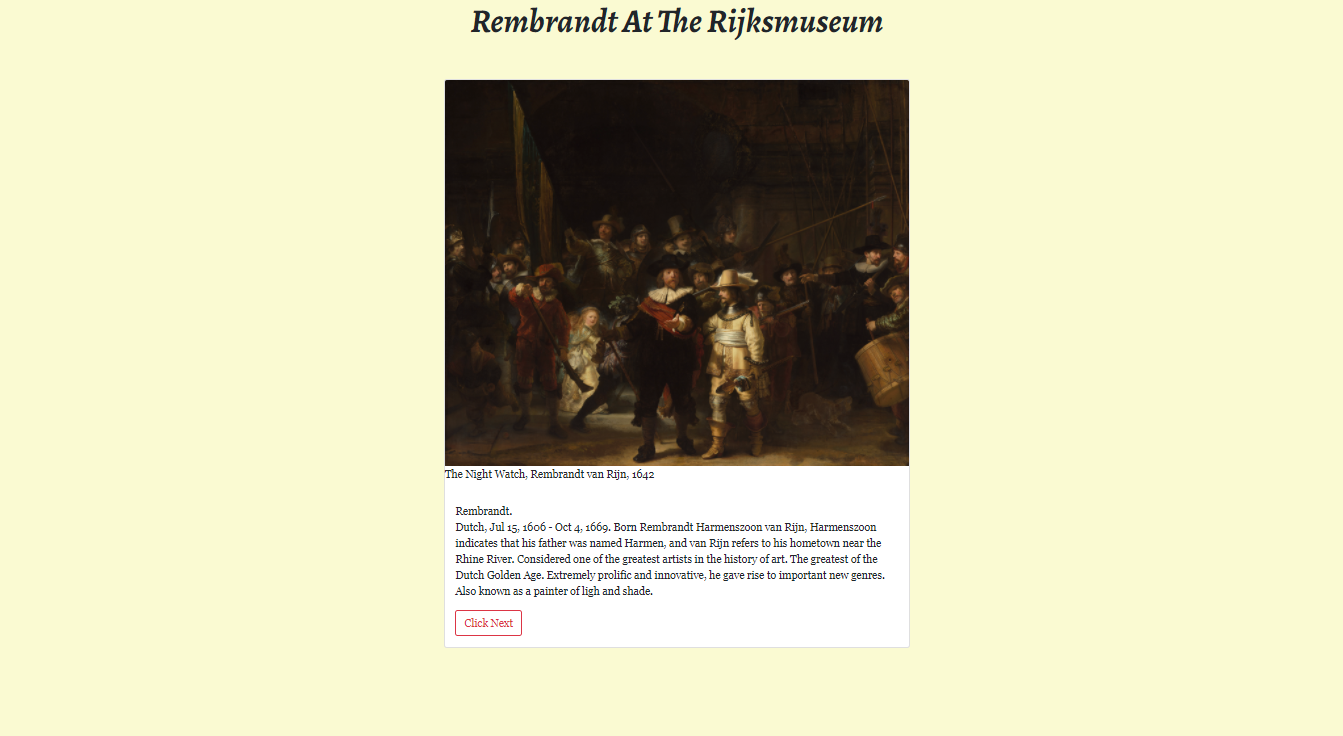 Rembrandt At The Rijksmuseum
The Night Watch, Rembrandt van Rijn, 1642
Rembrandt.
Dutch, Jul 15, 1606 - Oct 4, 1669. Born Rembrandt Harmenszoon van Rijn, Harmenszoon
indicates that his father was named Harmen, and van Rijn refers to his hometown near the
Rhine River. Considered one of the greatest artists in the history of art. The greatest of the
Dutch Golden Age. Extremely prolific and innovative, he gave rise to important new genres.
Also known as a painter of ligh and shade.
Click Next